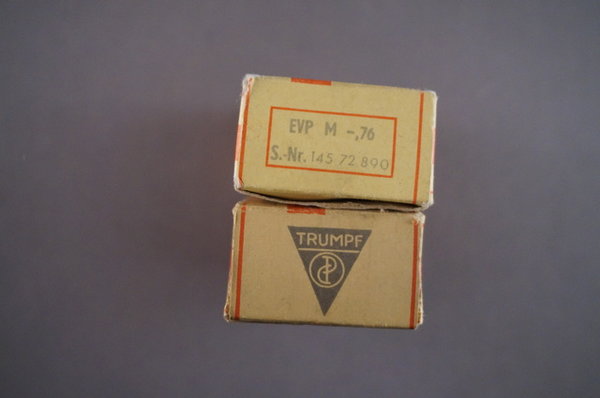 EVP M -,76
S.-Nr. 145 72 890
TRUMPF